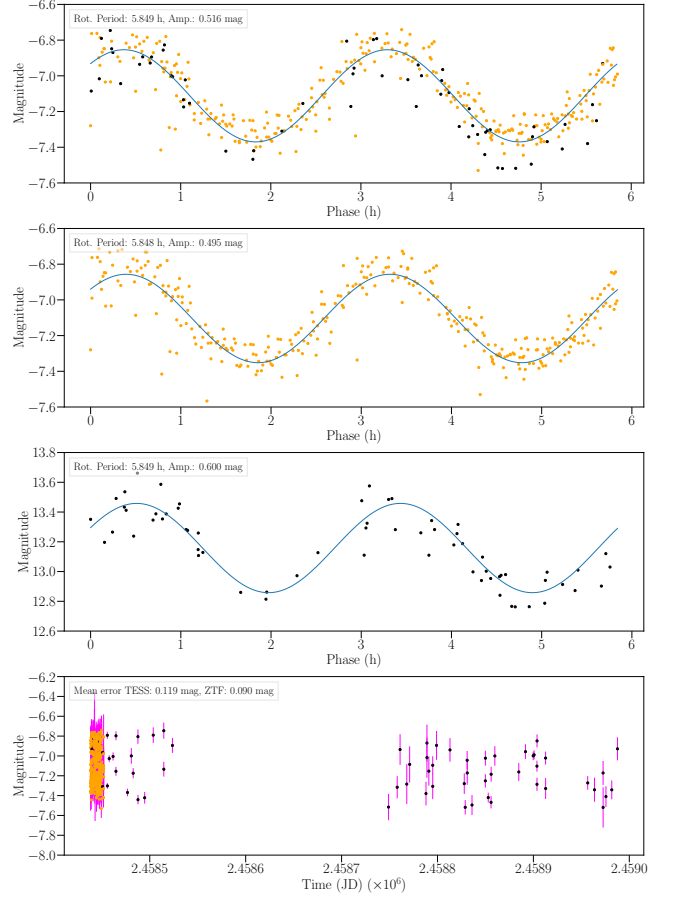 −6.6
−6.8
−7.0
−7.2
−7.4
−7.6
Magnitude
Rot. Period: 5.849 h, Amp.: 0.516 mag
0 1 2 3 4 5 6
Phase (h)
−6.6
−6.8
−7.0
−7.2
−7.4
−7.6
Magnitude
Rot. Period: 5.848 h, Amp.: 0.495 mag
0 1 2 3 4 5 6
Phase (h)
13.8
13.6
13.4
13.2
13.0
12.8
12.6
Magnitude
Rot. Period: 5.849 h, Amp.: 0.600 mag
0 1 2 3 4 5 6
Phase (h)
−6.2
−6.4
−6.6
−6.8
−7.0
−7.2
−7.4
−7.6
−7.8
−8.0
Magnitude
Mean error TESS: 0.119 mag, ZTF: 0.090 mag
2.4585 2.4586 2.4587 2.4588 2.4589 2.4590
Time (JD) (×10⁶)